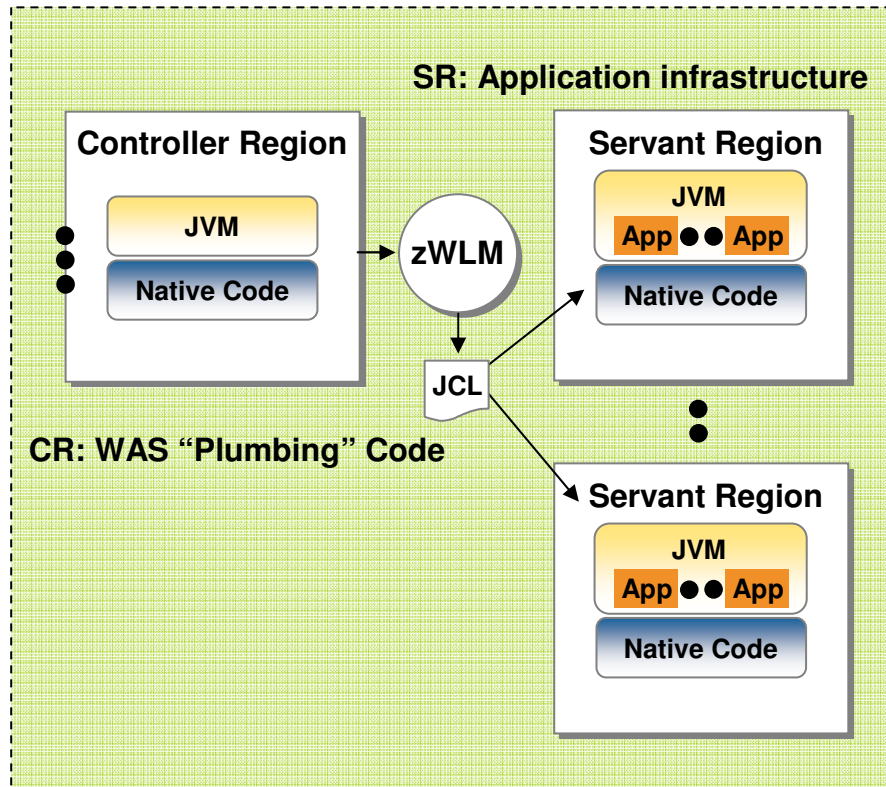 SR: Application infrastructure
Controller Region
JVM
Native Code
zWLM
JCL
CR: WAS “Plumbing” Code
Servant Region
JVM
App App
Native Code
Servant Region
JVM
App App
Native Code